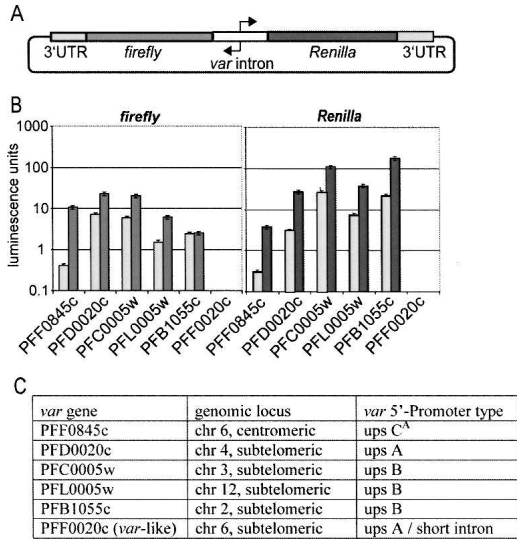 A
3'UTR firefly var intron Renilla 3'UTR
B
firefly Renilla
luminescence units
1000
100
10
1
0.1
PFF0845c PFD0020c PFC0005w PFL0005w PFB1055c PFF0020c PFF0845c PFD0020c PFC0005w PFL0005w PFB1055c PFF0020c
C
var gene genomic locus var 5'-Promoter type
PFF0845c chr 6, centromeric ups C^A
PFD0020c chr 4, subtelomeric ups A
PFC0005w chr 3, subtelomeric ups B
PFL0005w chr 12, subtelomeric ups B
PFB1055c chr 2, subtelomeric ups B
PFF0020c (var-like) chr 6, subtelomeric ups A / short intron